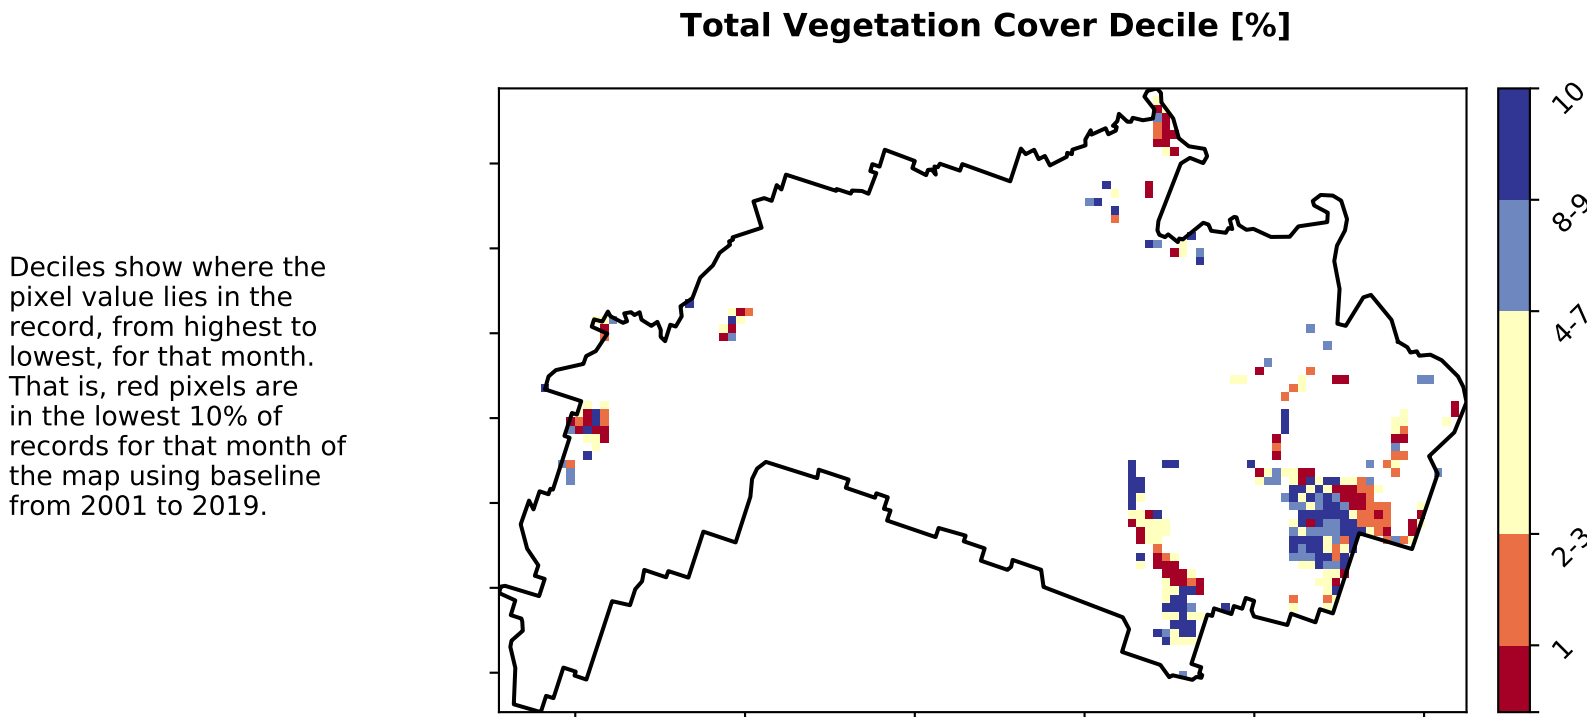 Total Vegetation Cover Decile [%]
Deciles show where the
pixel value lies in the
record, from highest to
lowest, for that month.
That is, red pixels are
in the lowest 10% of
records for that month of
the map using baseline
from 2001 to 2019.
10
8-9
4-7
2-3
1